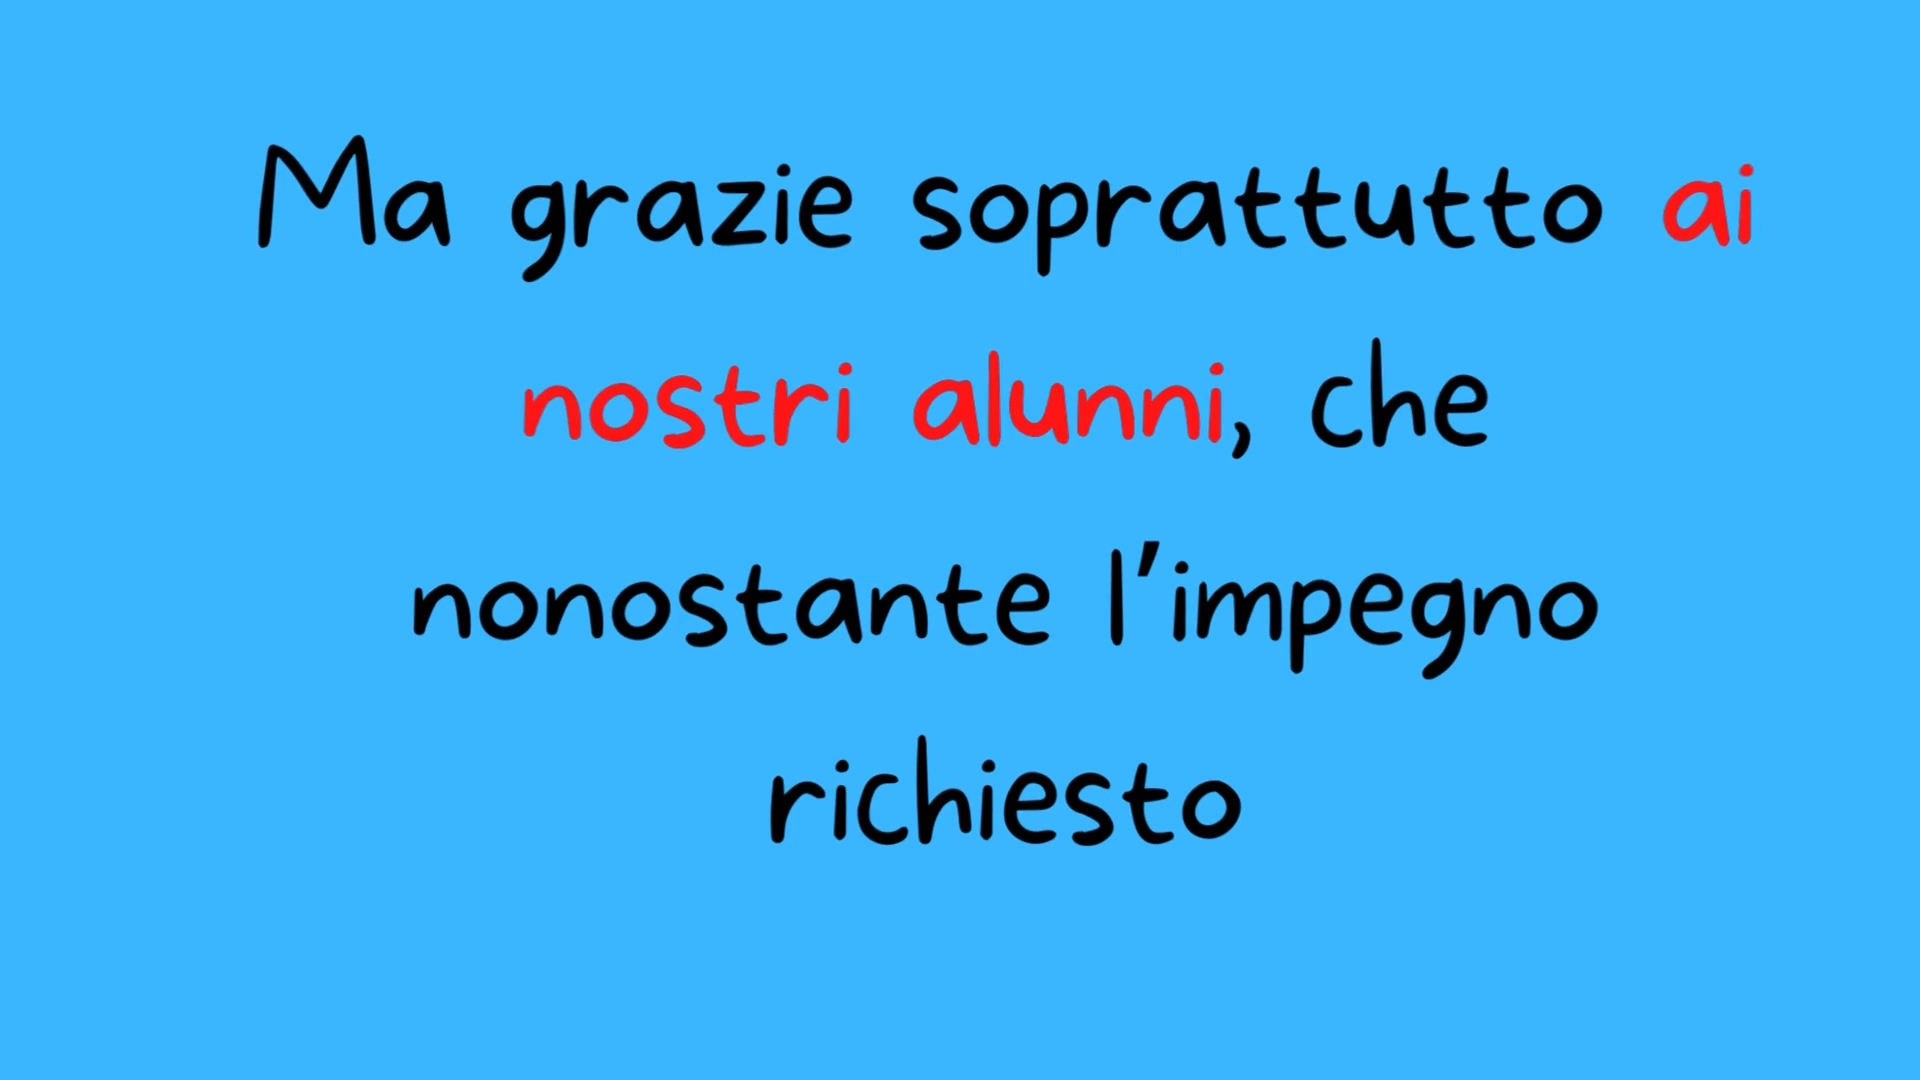 Ma grazie soprattutto ai
nostri alunni, che
nonostante l'impegno
richiesto